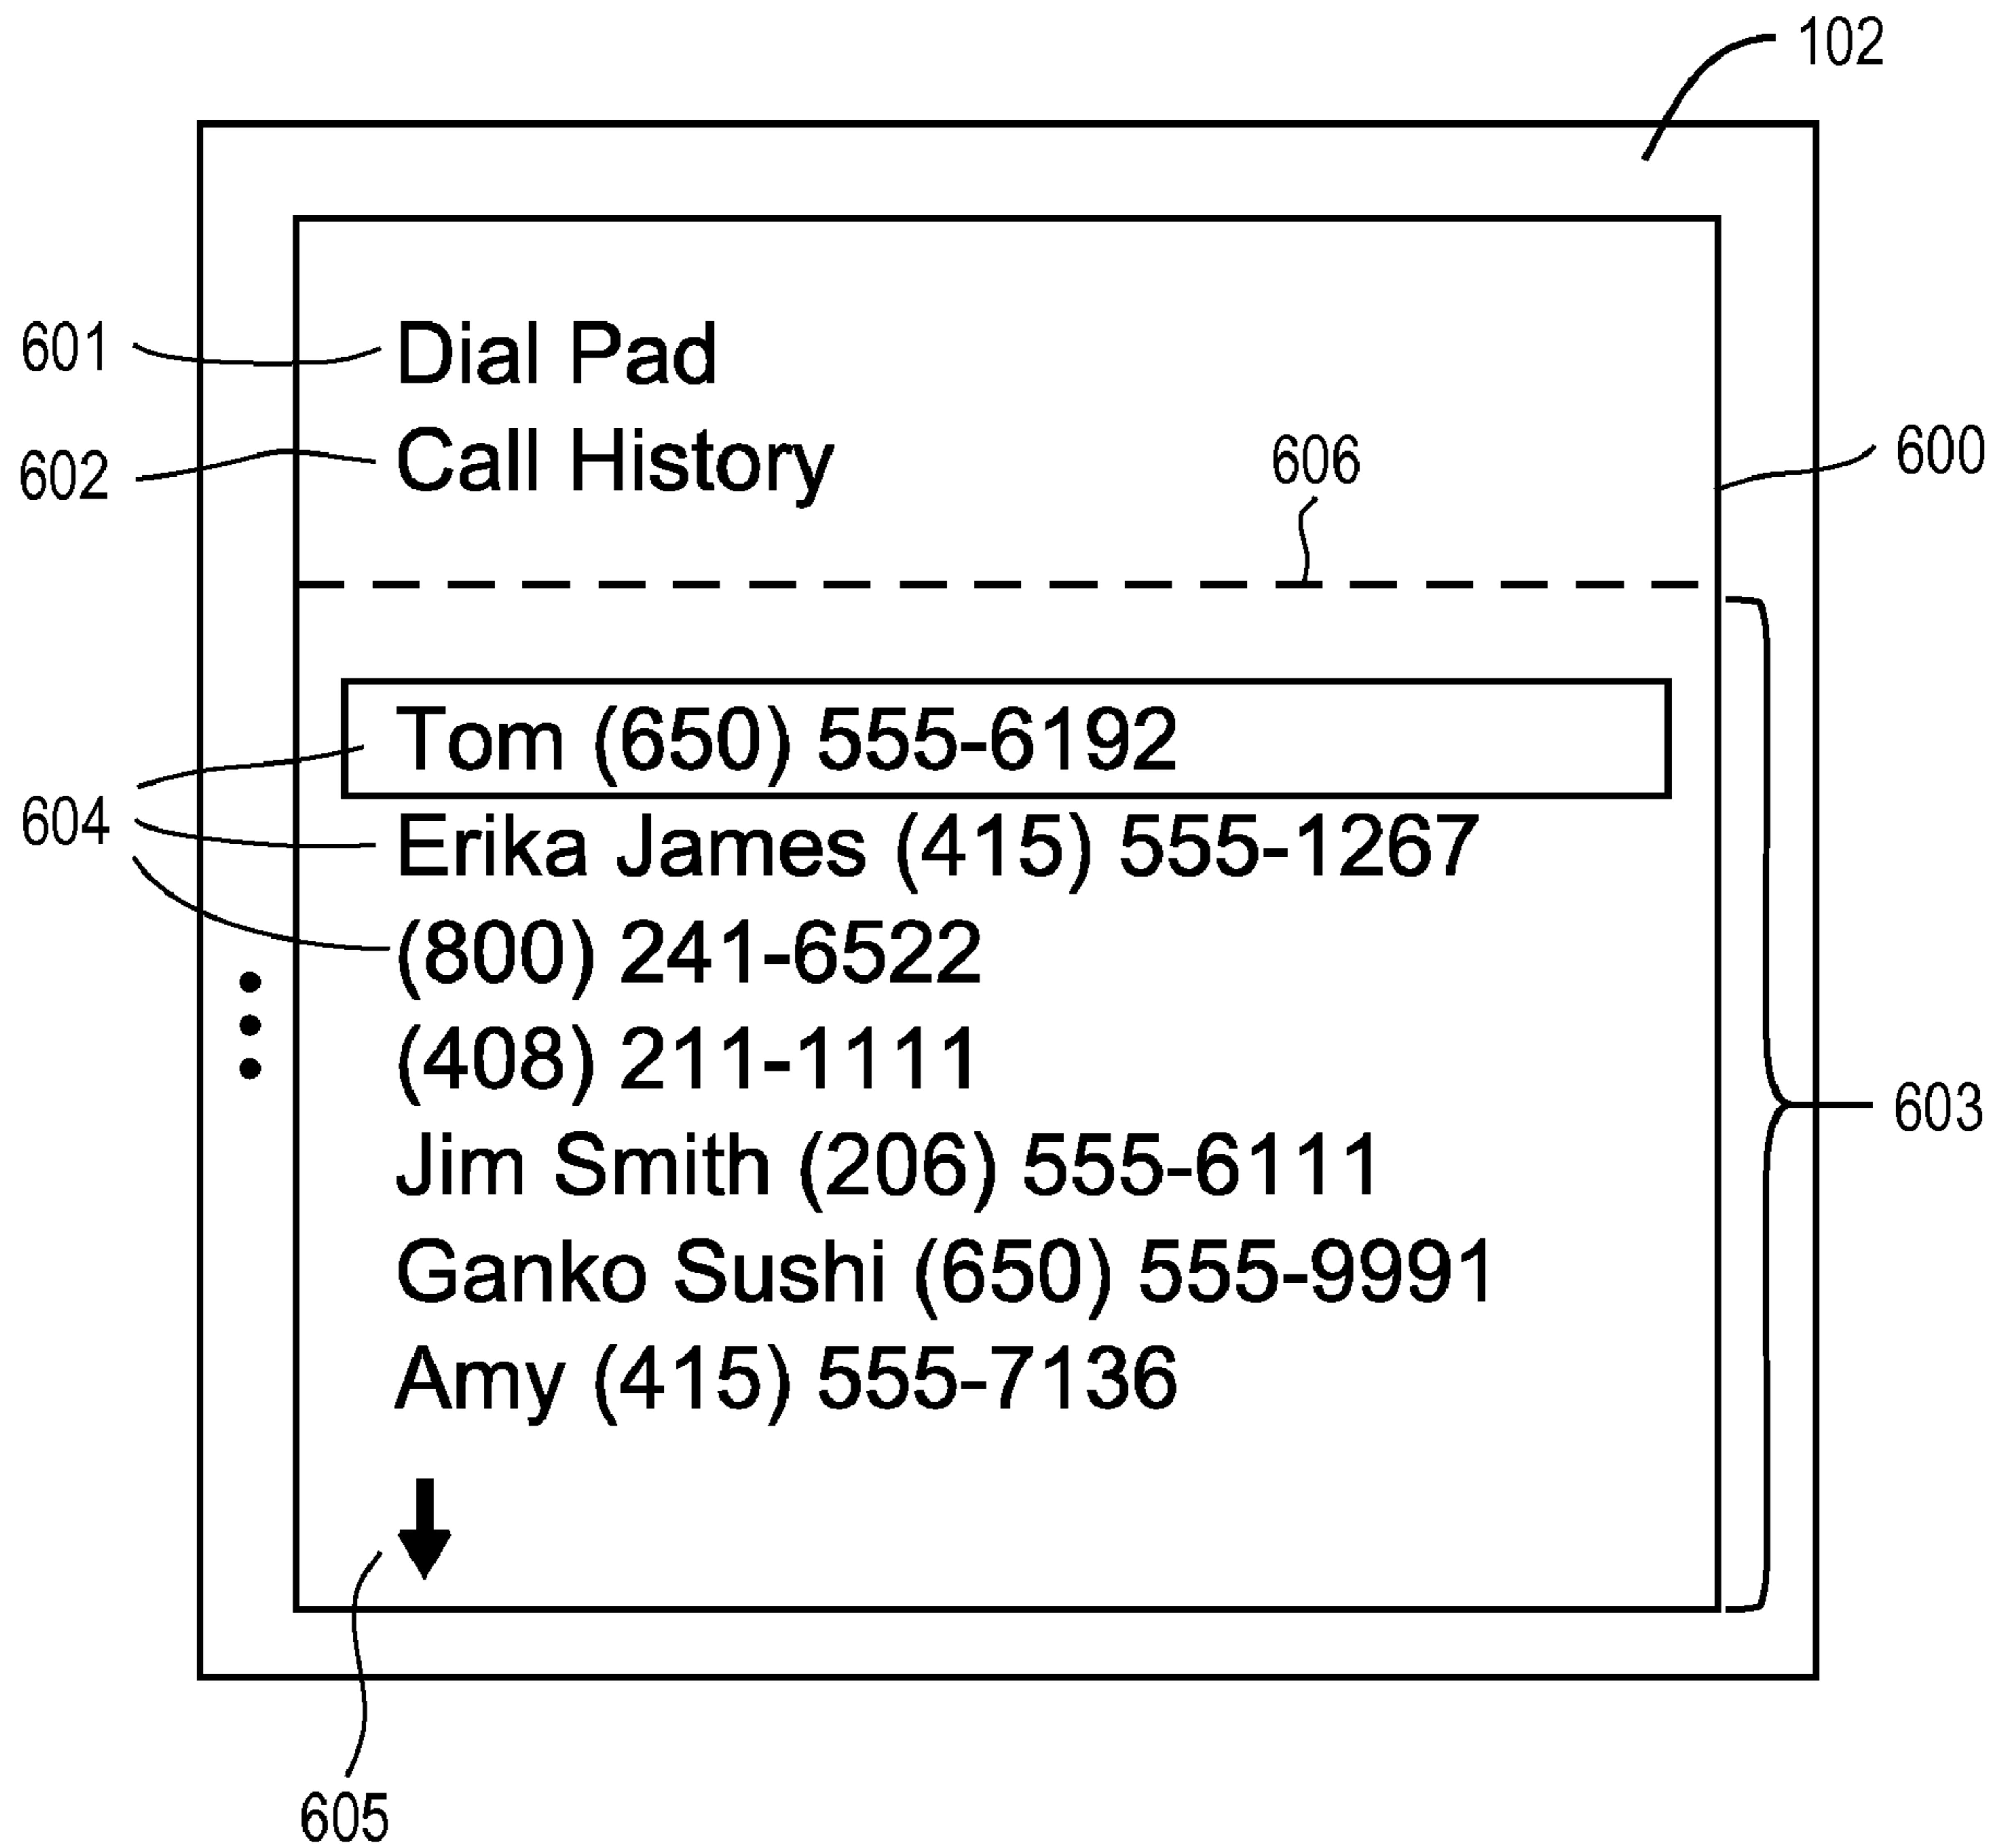 102
601
Dial Pad
602
Call History
606
600
604
Tom (650) 555-6192
Erika James (415) 555-1267
(800) 241-6522
(408) 211-1111
603
Jim Smith (206) 555-6111
Ganko Sushi (650) 555-9991
Amy (415) 555-7136
605